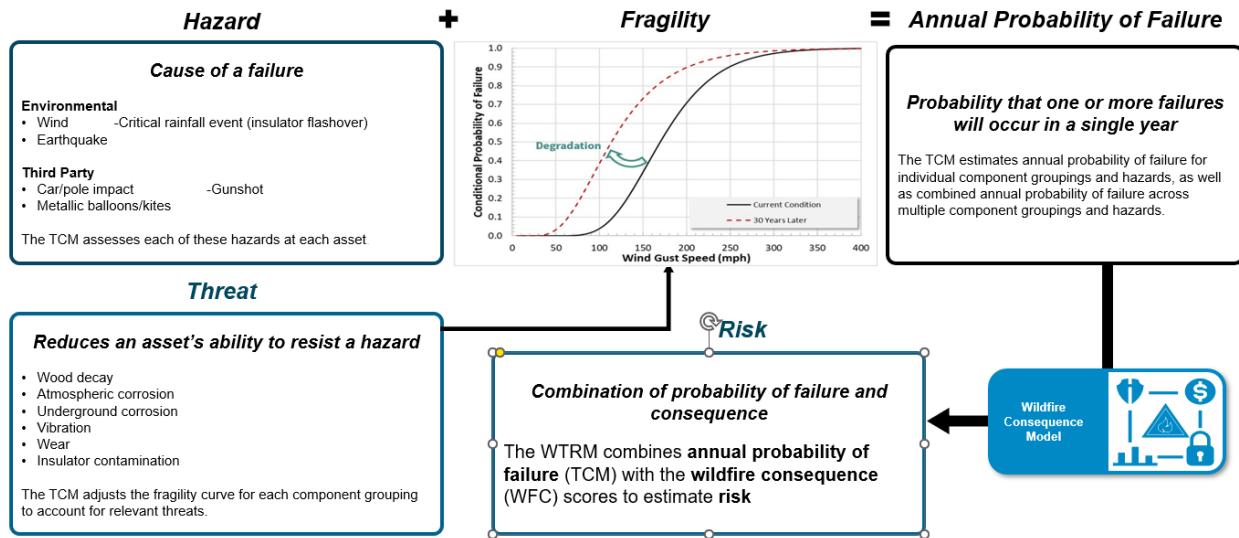 Hazard + Fragility = Annual Probability of Failure
Cause of a failure
Environmental
• Wind -Critical rainfall event (insulator flashover)
• Earthquake
Third Party
• Car/pole impact -Gunshot
• Metallic balloons/kites
The TCM assesses each of these hazards at each asset
Conditional Probability of Failure
1.0
0.9
0.8
0.7
0.6
0.5
0.4
0.3
0.2
0.1
0.0
Degradation
Current Condition
30 Years Later
0 50 100 150 200 250 300 350 400
Wind Gust Speed (mph)
Probability that one or more failures
will occur in a single year
The TCM estimates annual probability of failure for
individual component groupings and hazards, as well
as combined annual probability of failure across
multiple component groupings and hazards.
Threat
Reduces an asset's ability to resist a hazard
• Wood decay
• Atmospheric corrosion
• Underground corrosion
• Vibration
• Wear
• Insulator contamination
The TCM adjusts the fragility curve for each component grouping
to account for relevant threats.
Risk
Combination of probability of failure and
consequence
The WTRM combines annual probability of
failure (TCM) with the wildfire consequence
(WFC) scores to estimate risk
Wildfire
Consequence
Model
$